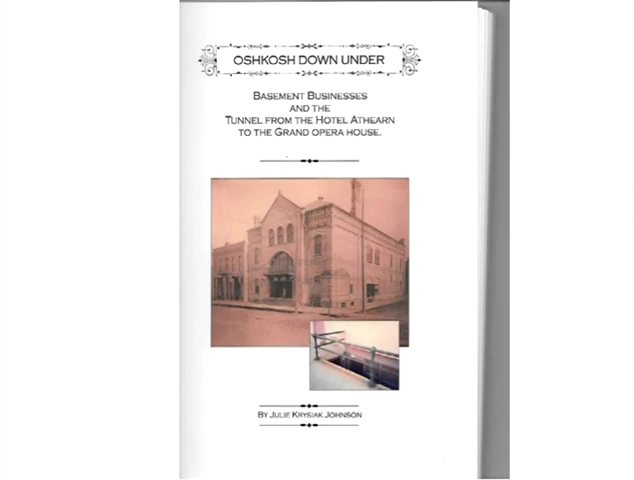 OSHKOSH DOWN UNDER
BASEMENT BUSINESSES
AND THE
TUNNEL FROM THE HOTEL ATHEARN
TO THE GRAND OPERA HOUSE.
BY JULIE KRYSIAK JOHNSON